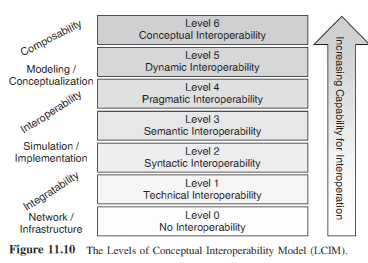 Composability
Modeling /
Conceptualization
Interoperability
Simulation /
Implementation
Integratability
Network /
Infrastructure
Level 6
Conceptual Interoperability
Level 5
Dynamic Interoperability
Level 4
Pragmatic Interoperability
Level 3
Semantic Interoperability
Level 2
Syntactic Interoperability
Level 1
Technical Interoperability
Level 0
No Interoperability
Increasing Capability for Interoperation
Figure 11.10 The Levels of Conceptual Interoperability Model (LCIM).